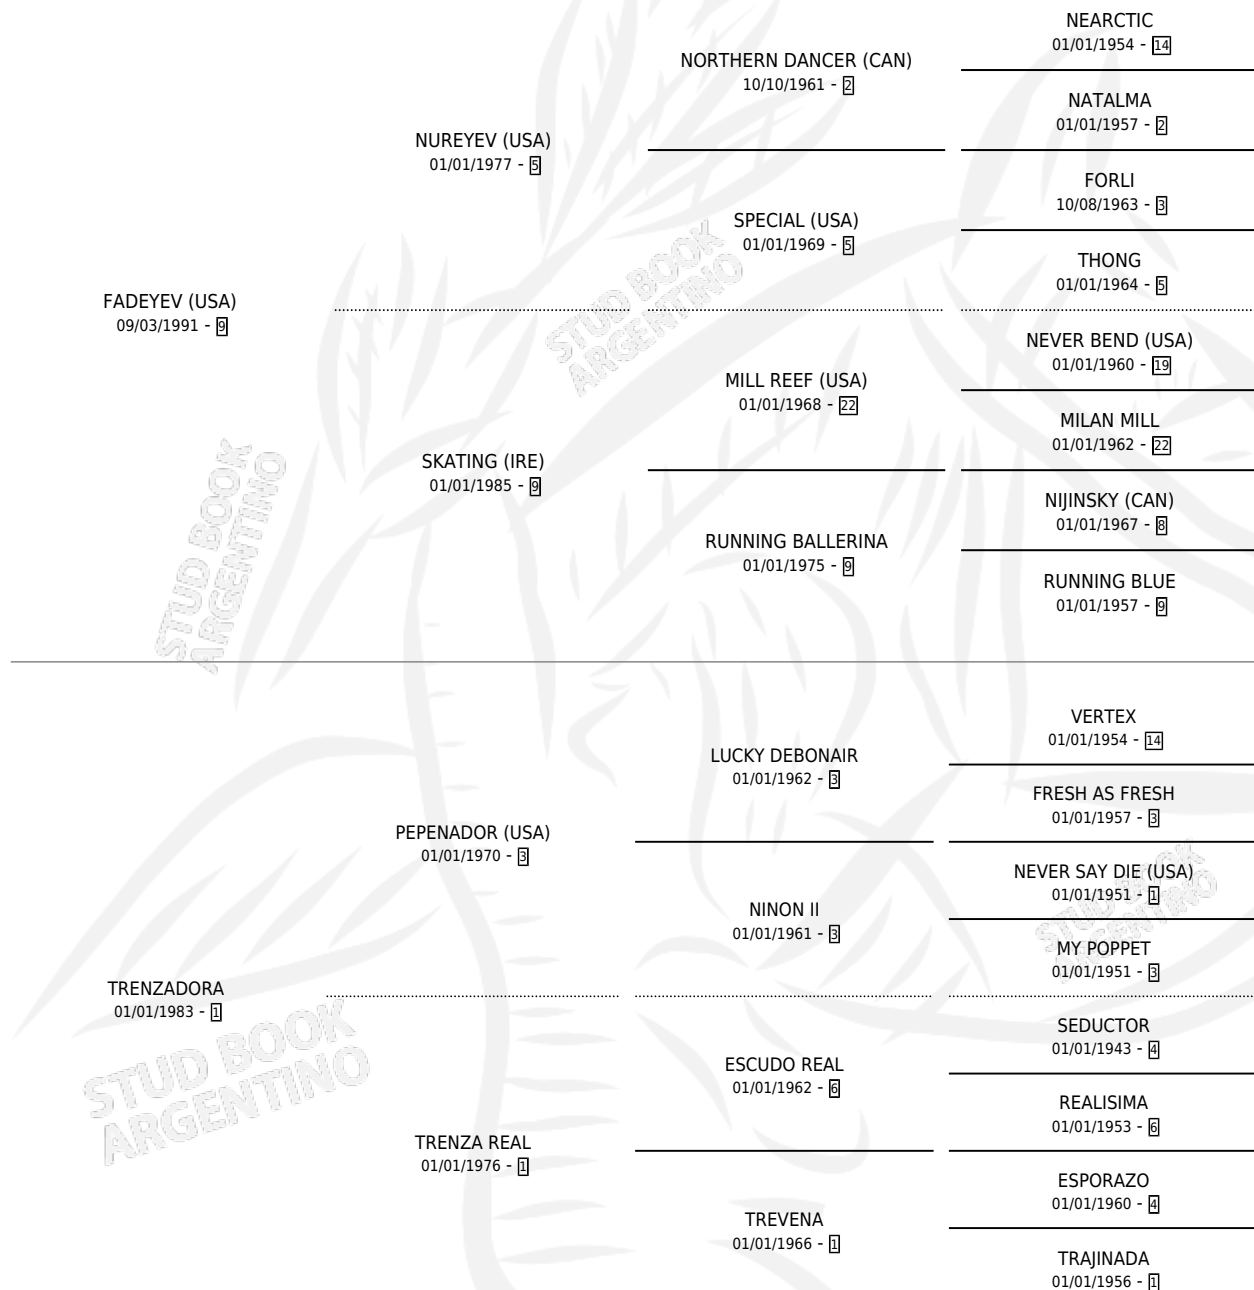 NEARCTIC
01/01/1954 - 14
NORTHERN DANCER (CAN)
10/10/1961 - 2
NATALMA
01/01/1957 - 2
NUREYEV (USA)
01/01/1977 - 5
FORLI
10/08/1963 - 3
SPECIAL (USA)
01/01/1969 - 5
THONG
01/01/1964 - 5
FADEYEV (USA)
09/03/1991 - 9
NEVER BEND (USA)
01/01/1960 - 19
MILL REEF (USA)
01/01/1968 - 22
MILAN MILL
01/01/1962 - 22
SKATING (IRE)
01/01/1985 - 9
NIJINSKY (CAN)
01/01/1967 - 8
RUNNING BALLERINA
01/01/1975 - 9
RUNNING BLUE
01/01/1957 - 9
VERTEX
01/01/1954 - 14
LUCKY DEBONAIR
01/01/1962 - 3
FRESH AS FRESH
01/01/1957 - 3
PEPENADOR (USA)
01/01/1970 - 3
NEVER SAY DIE (USA)
01/01/1951 - 1
NINON II
01/01/1961 - 3
MY POPPET
01/01/1951 - 3
TRENZADORA
01/01/1983 - 1
SEDUCTOR
01/01/1943 - 4
ESCUDO REAL
01/01/1962 - 6
REALISIMA
01/01/1953 - 6
TRENZA REAL
01/01/1976 - 1
ESPORAZO
01/01/1960 - 4
TREVENA
01/01/1966 - 1
TRAJINADA
01/01/1956 - 1
STUD BOOK
ARGENTINO
STUD BOOK
ARGENTINO
STUD BOOK
ARGENTINO
STUD BOOK
ARGENTINO